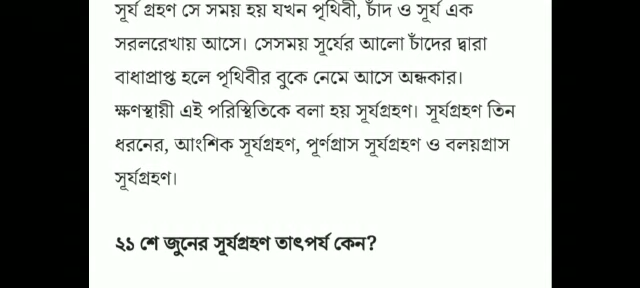 সূর্য গ্রহণ সে সময় হয় যখন পৃথিবী, চাঁদ ও সূর্য এক
সরলরেখায় আসে। সেসময় সূর্যের আলো চাঁদের দ্বারা
বাধাপ্রাপ্ত হলে পৃথিবীর বুকে নেমে আসে অন্ধকার।
ক্ষণস্থায়ী এই পরিস্থিতিকে বলা হয় সূর্যগ্রহণ। সূর্যগ্রহণ তিন
ধরনের, আংশিক সূর্যগ্রহণ, পূর্ণগ্রাস সূর্যগ্রহণ ও বলয়গ্রাস
সূর্যগ্রহণ।
২১ শে জুনের সূর্যগ্রহণ তাৎপর্য কেন?